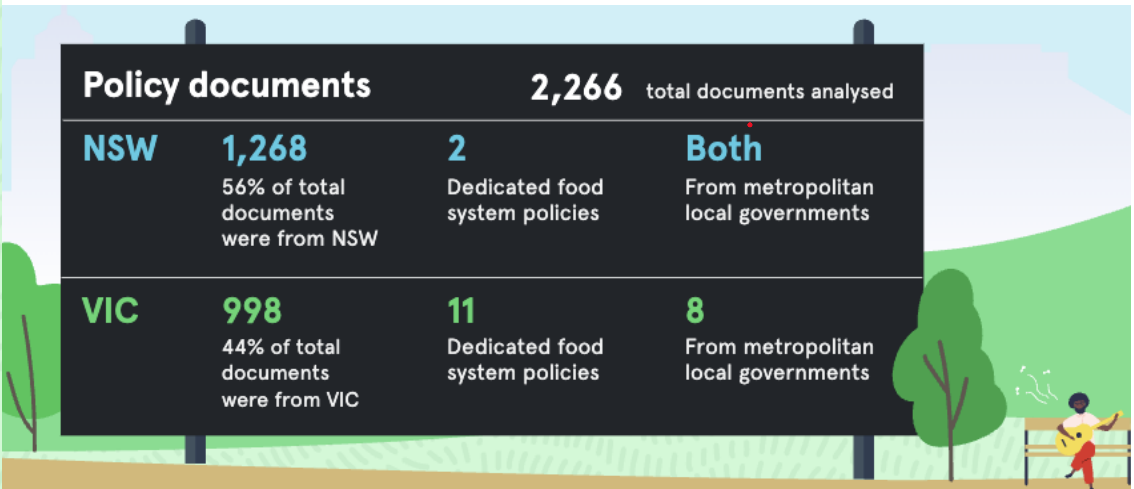 Policy documents 2,266 total documents analysed
NSW 1,268 2 Both
56% of total Dedicated food From metropolitan
documents system policies local governments
were from NSW
VIC 998 11 8
44% of total Dedicated food From metropolitan
documents system policies local governments
were from VIC